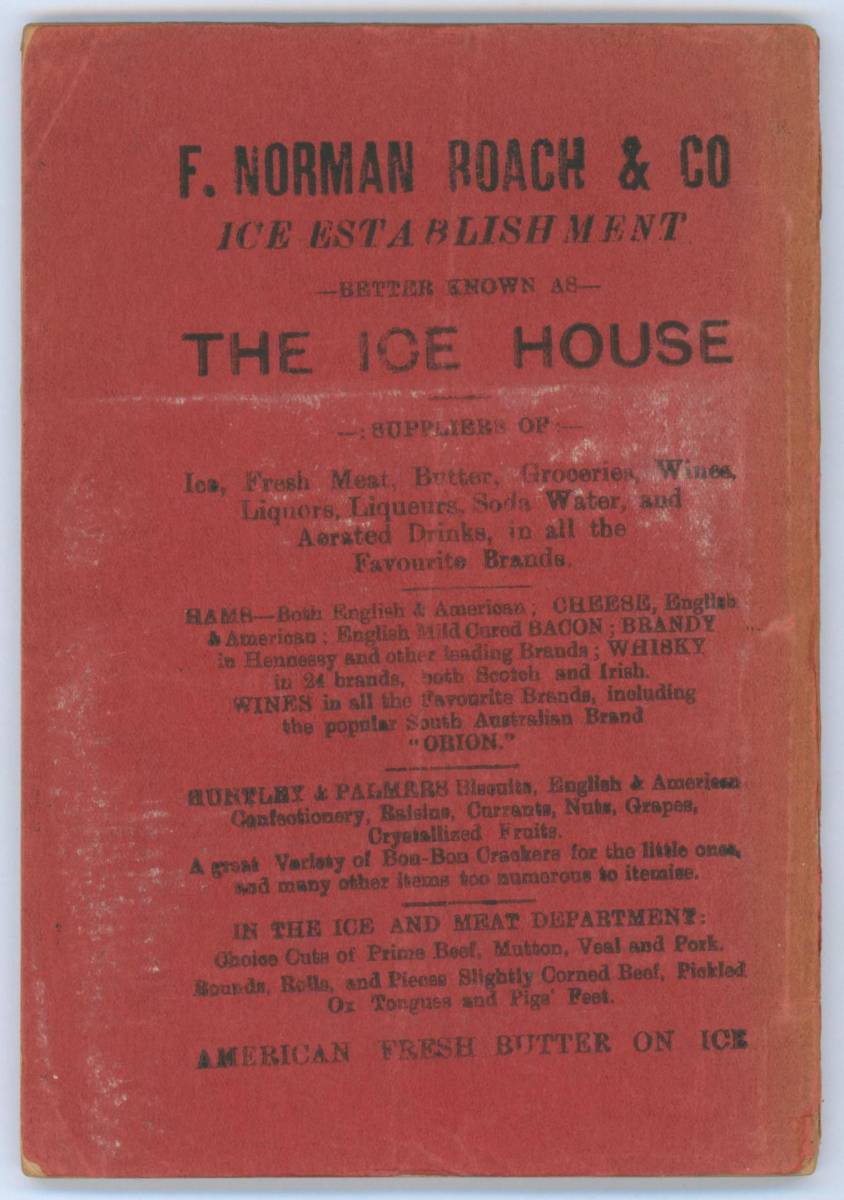 F. NORMAN ROACH & CO
ICE ESTABLISHMENT
—BETTER KNOWN AS—
THE ICE HOUSE
—: SUPPLIERS OF :—
Ice, Fresh Meat, Butter, Groceries, Wines,
Liquors, Liqueurs, Soda Water, and
Aerated Drinks, in all the
Favourite Brands.
HAMS—Both English & American; CHEESE, English
& American; English Mild Cured BACON; BRANDY
in Hennessy and other leading Brands; WHISKY
in 24 brands, both Scotch and Irish.
WINES in all the Favourite Brands, including
the popular South Australian Brand
"ORION."
HUNTLEY & PALMERS Biscuits, English & American
Confectionery, Raisins, Currants, Nuts, Grapes,
Crystallized Fruits.
A great Variety of Bon-Bon Crackers for the little ones,
and many other items too numerous to itemise.
IN THE ICE AND MEAT DEPARTMENT:
Choice Cuts of Prime Beef, Mutton, Veal and Pork.
Rounds, Rolls, and Pieces Slightly Corned Beef, Pickled
Ox Tongues and Pigs' Feet.
AMERICAN FRESH BUTTER ON ICE